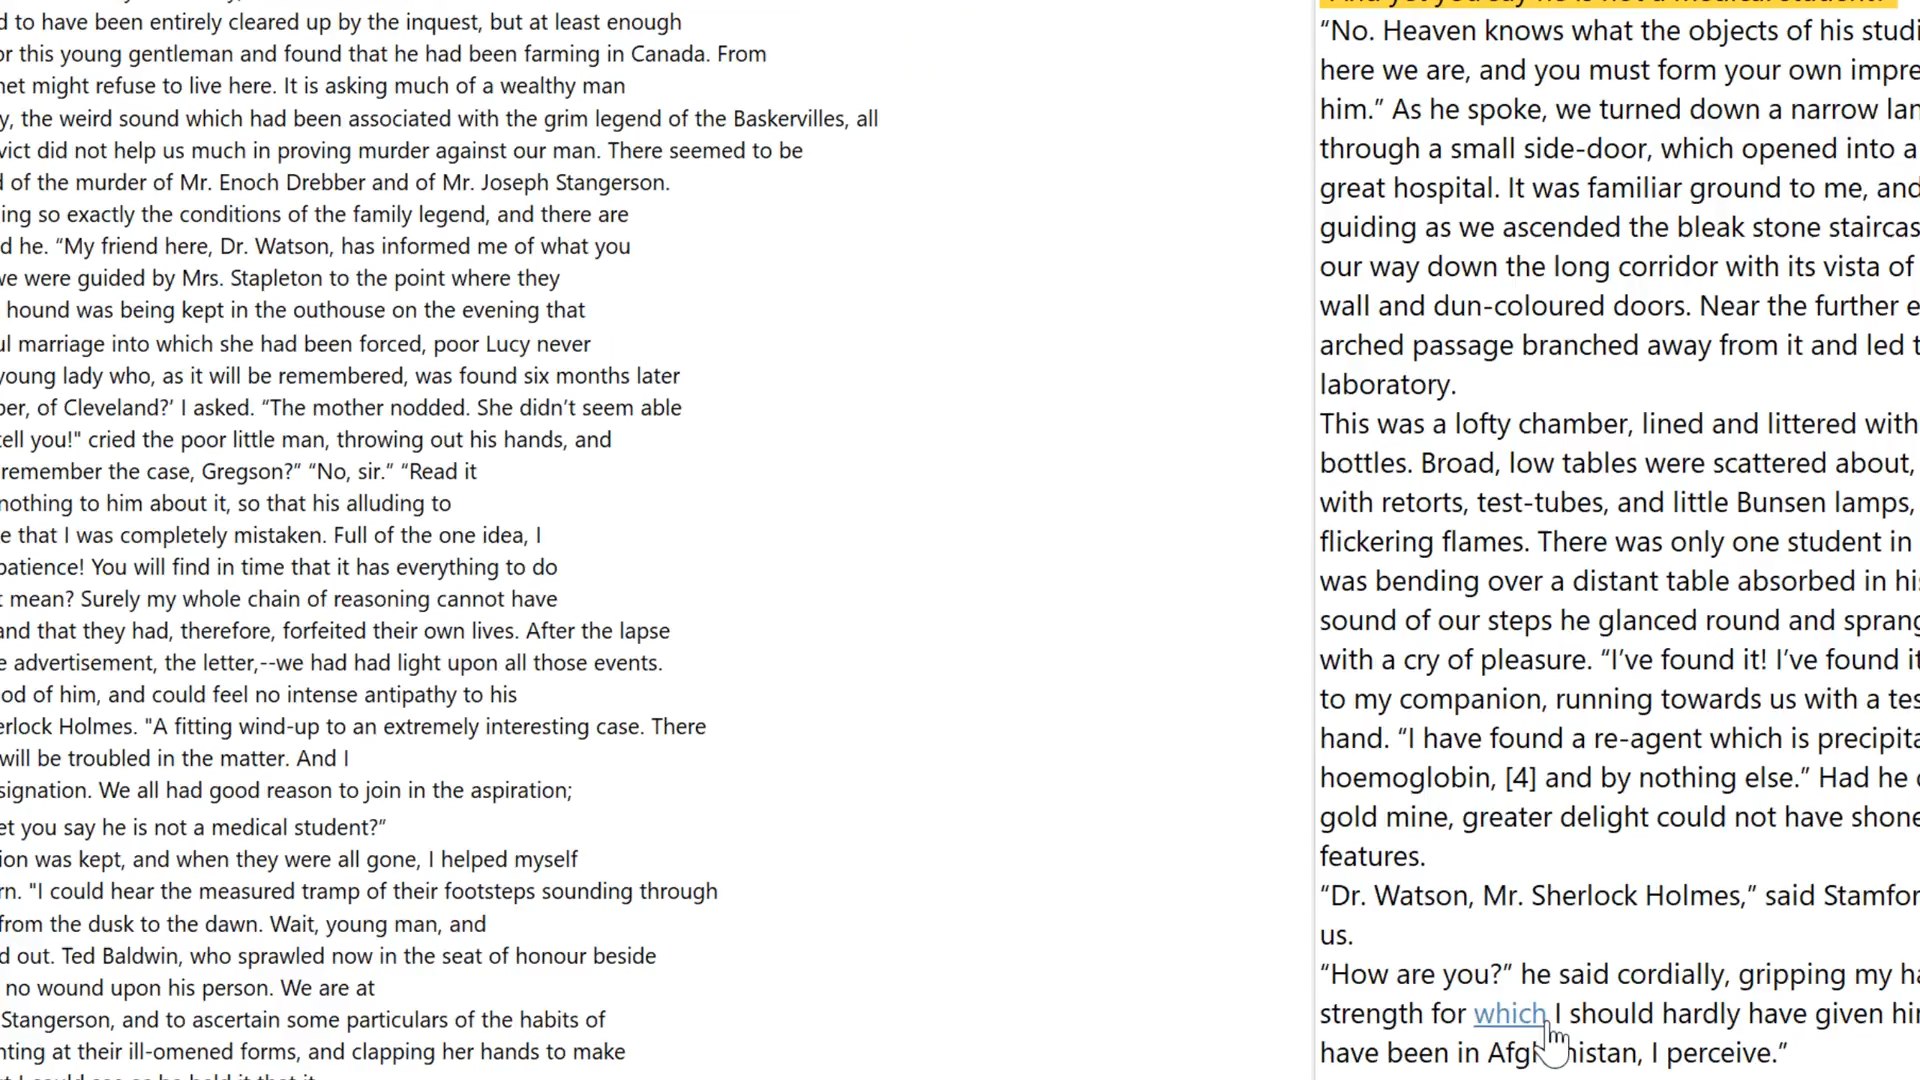 d to have been entirely cleared up by the inquest, but at least enough
or this young gentleman and found that he had been farming in Canada. From
net might refuse to live here. It is asking much of a wealthy man
y, the weird sound which had been associated with the grim legend of the Baskervilles, all
vict did not help us much in proving murder against our man. There seemed to be
d of the murder of Mr. Enoch Drebber and of Mr. Joseph Stangerson.
ing so exactly the conditions of the family legend, and there are
d he. “My friend here, Dr. Watson, has informed me of what you
we were guided by Mrs. Stapleton to the point where they
hound was being kept in the outhouse on the evening that
ul marriage into which she had been forced, poor Lucy never
young lady who, as it will be remembered, was found six months later
ber, of Cleveland?’ I asked. “The mother nodded. She didn’t seem able
tell you!" cried the poor little man, throwing out his hands, and
remember the case, Gregson?” “No, sir.” “Read it
nothing to him about it, so that his alluding to
e that I was completely mistaken. Full of the one idea, I
patience! You will find in time that it has everything to do
t mean? Surely my whole chain of reasoning cannot have
and that they had, therefore, forfeited their own lives. After the lapse
e advertisement, the letter,--we had had light upon all those events.
od of him, and could feel no intense antipathy to his
erlock Holmes. "A fitting wind-up to an extremely interesting case. There
will be troubled in the matter. And I
signation. We all had good reason to join in the aspiration;
et you say he is not a medical student?”
ion was kept, and when they were all gone, I helped myself
rn. "I could hear the measured tramp of their footsteps sounding through
from the dusk to the dawn. Wait, young man, and
d out. Ted Baldwin, who sprawled now in the seat of honour beside
no wound upon his person. We are at
Stangerson, and to ascertain some particulars of the habits of
nting at their ill-omened forms, and clapping her hands to make
“No. Heaven knows what the objects of his studi
here we are, and you must form your own impre
him.” As he spoke, we turned down a narrow lan
through a small side-door, which opened into a
great hospital. It was familiar ground to me, and
guiding as we ascended the bleak stone staircas
our way down the long corridor with its vista of
wall and dun-coloured doors. Near the further e
arched passage branched away from it and led t
laboratory.
This was a lofty chamber, lined and littered with
bottles. Broad, low tables were scattered about,
with retorts, test-tubes, and little Bunsen lamps,
flickering flames. There was only one student in
was bending over a distant table absorbed in his
sound of our steps he glanced round and sprang
with a cry of pleasure. “I’ve found it! I’ve found it
to my companion, running towards us with a tes
hand. “I have found a re-agent which is precipita
hoemoglobin, [4] and by nothing else.” Had he
gold mine, greater delight could not have shone
features.
“Dr. Watson, Mr. Sherlock Holmes,” said Stamfor
us.
“How are you?” he said cordially, gripping my ha
strength for which I should hardly have given hi
have been in Afghanistan, I perceive.”